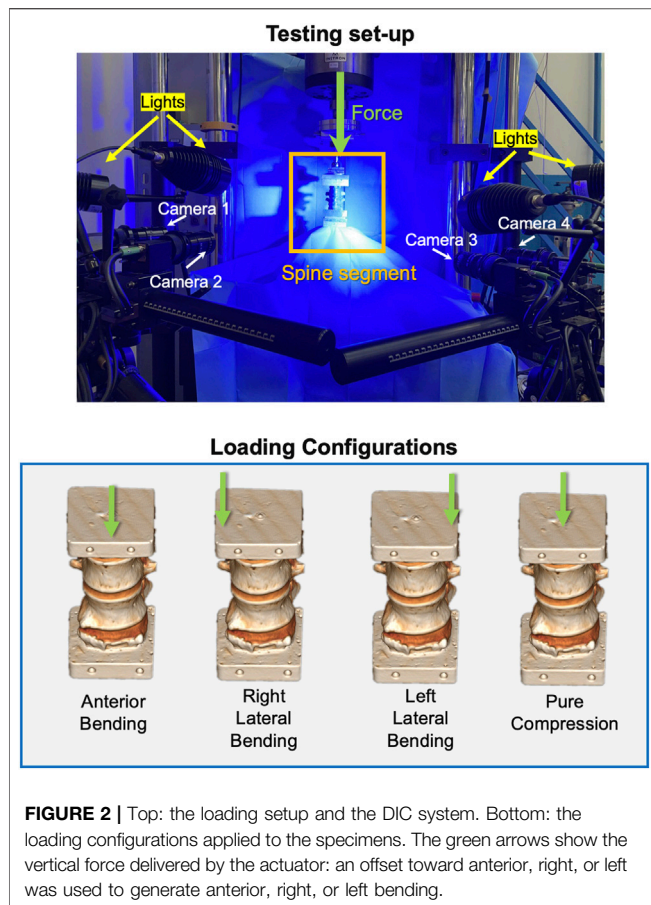 Testing set-up
Force
Lights
Lights
Camera 1
Camera 4
Camera 3
Camera 2
Spine segment
Loading Configurations
Anterior
Bending
Right
Lateral
Bending
Left
Lateral
Bending
Pure
Compression
FIGURE 2 | Top: the loading setup and the DIC system. Bottom: the
loading configurations applied to the specimens. The green arrows show the
vertical force delivered by the actuator: an offset toward anterior, right, or left
was used to generate anterior, right, or left bending.